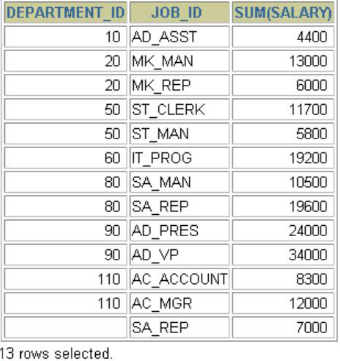 DEPARTMENT_ID JOB_ID SUM(SALARY)
10 AD_ASST 4400
20 MK_MAN 13000
20 MK_REP 6000
50 ST_CLERK 11700
50 ST_MAN 5800
60 IT_PROG 19200
80 SA_MAN 10500
80 SA_REP 19600
90 AD_PRES 24000
90 AD_VP 34000
110 AC_ACCOUNT 8300
110 AC_MGR 12000
SA_REP 7000
13 rows selected.